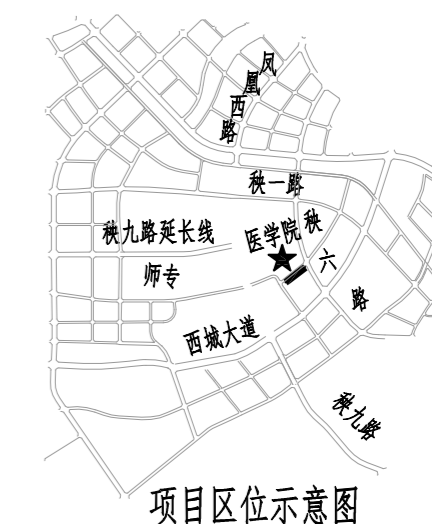 凤凰西路
秧一路
秧六路
医学院
秧九路延长线
师专
西城大道
秧九路
项目区位示意图